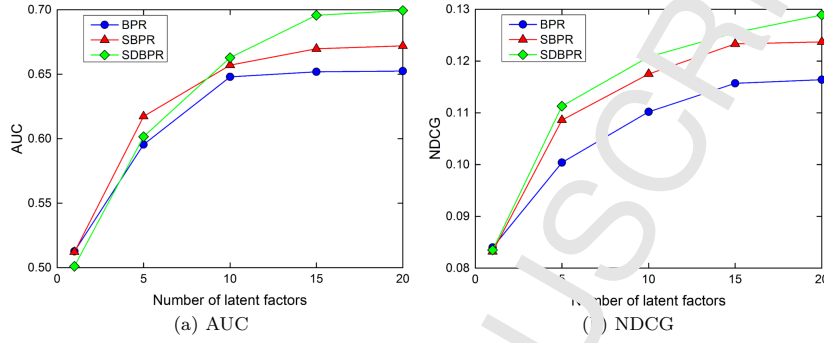 0.70
0.65
0.60
0.55
0.50
AUC
BPR
SBPR
SDBPR
0 5 10 15 20
Number of latent factors
(a) AUC
0.13
0.12
0.11
0.10
0.09
0.08
NDCG
BPR
SBPR
SDBPR
0 5 10 15 20
of latent factors
NDCG